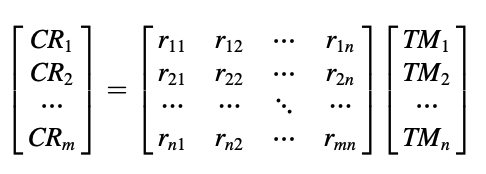 [CR₁] = [r₁₁ r₁₂ ⋯ r₁ₙ] [TM₁]
[CR₂] = [r₂₁ r₂₂ ⋯ r₂ₙ] [TM₂]
[⋯] = [⋯ ⋯ ⋱ ⋯] [⋯]
[CRₘ] = [rₙ₁ rₙ₂ ⋯ rₘₙ] [TMₙ]